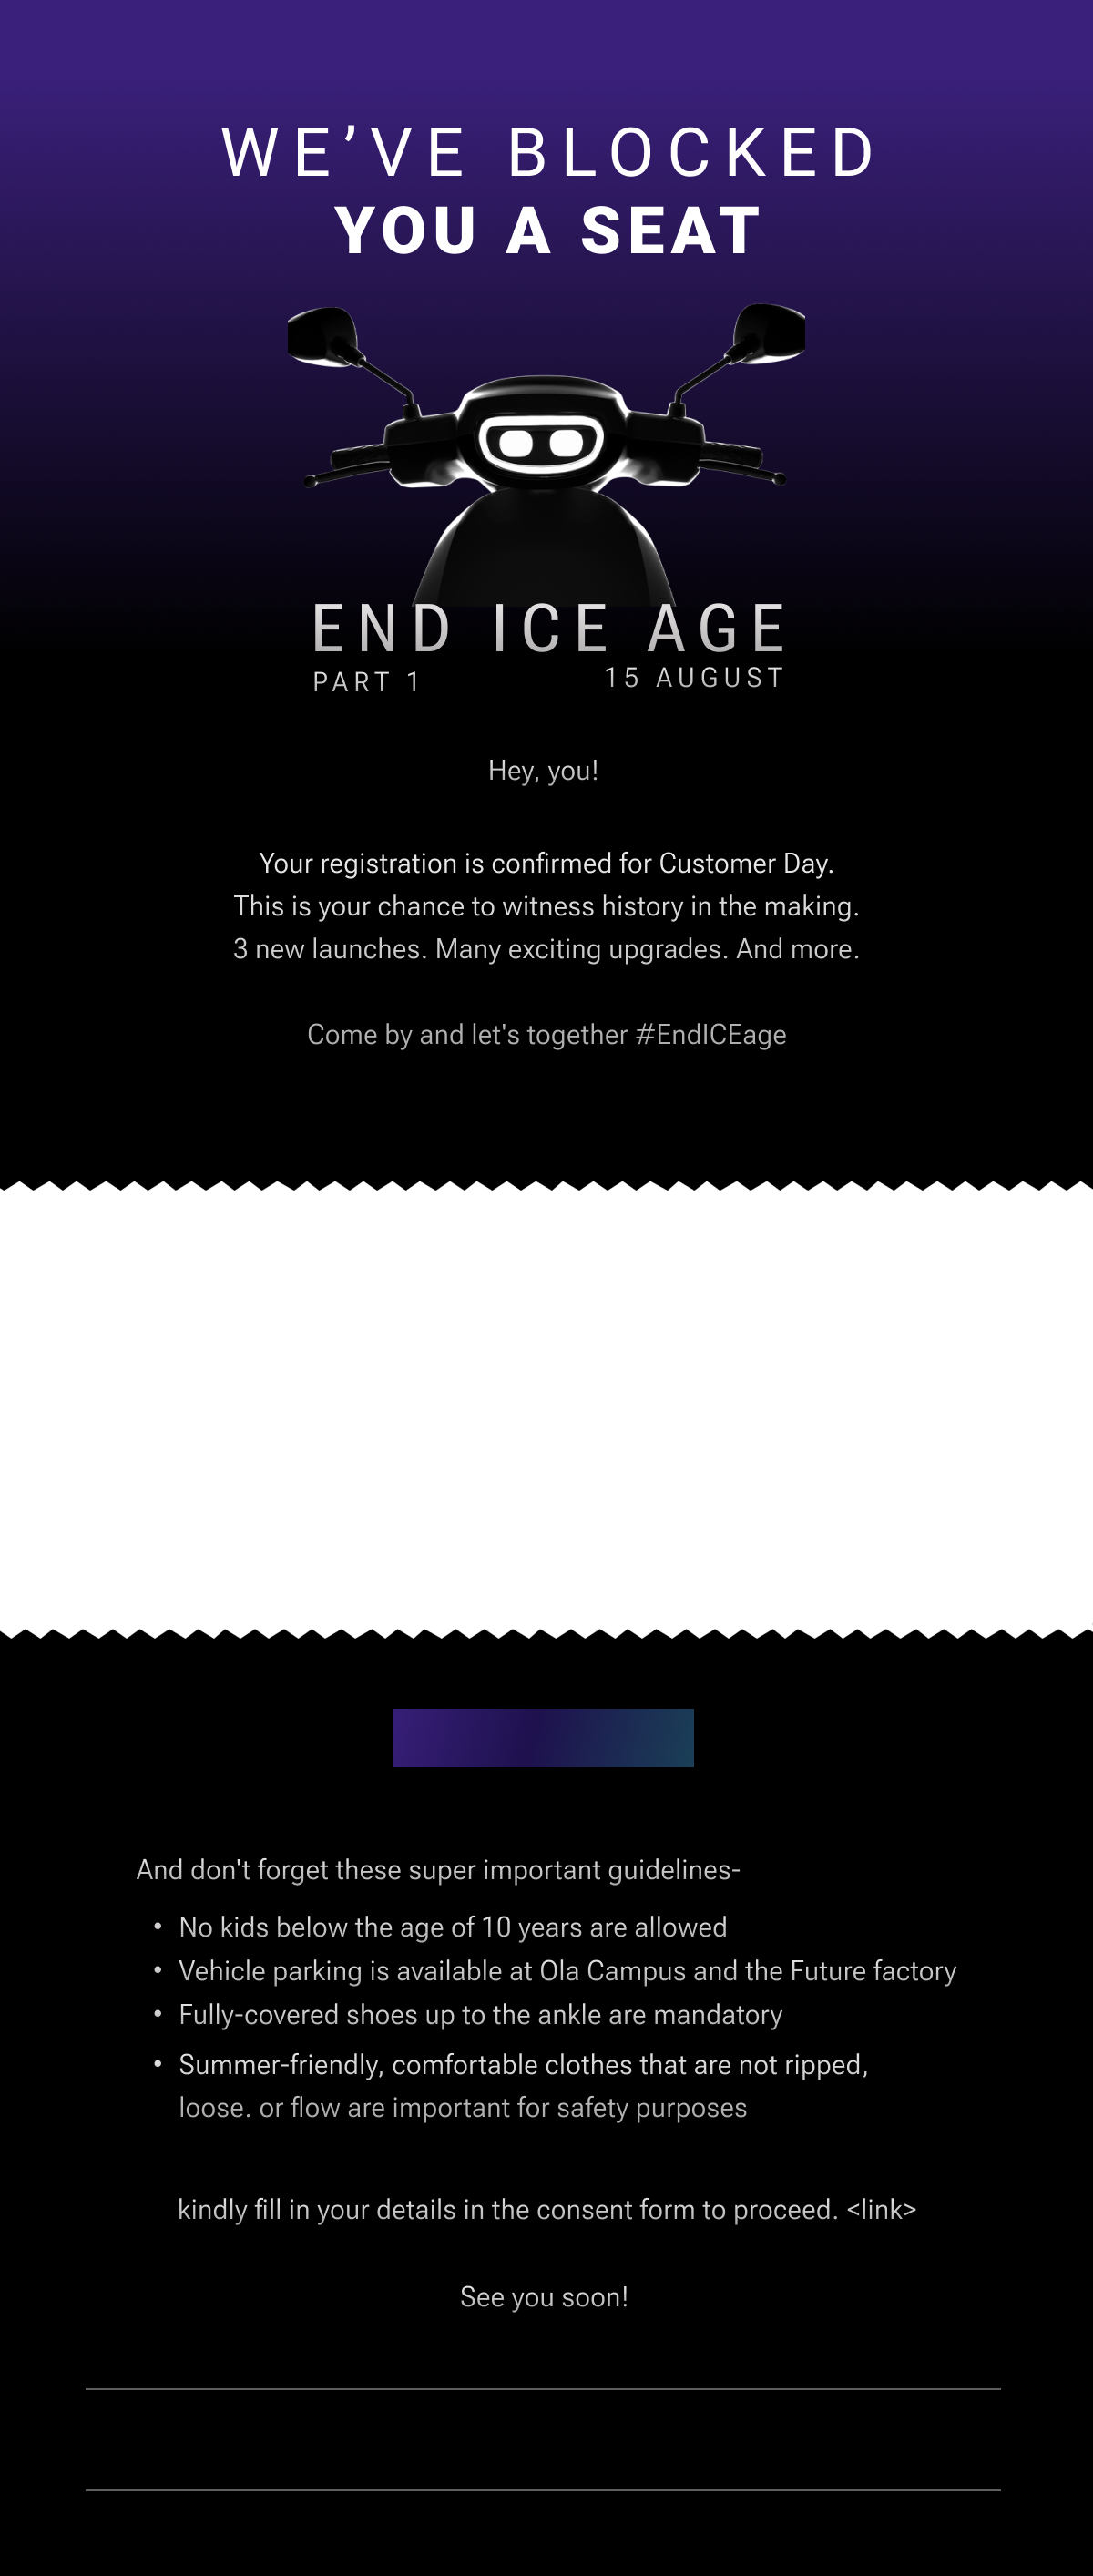 WE’VE BLOCKED
YOU A SEAT
END ICE AGE
PART 1 15 AUGUST
Hey, you!
Your registration is confirmed for Customer Day.
This is your chance to witness history in the making.
3 new launches. Many exciting upgrades. And more.
Come by and let's together #EndICEage
And don't forget these super important guidelines-
• No kids below the age of 10 years are allowed
• Vehicle parking is available at Ola Campus and the Future factory
• Fully-covered shoes up to the ankle are mandatory
• Summer-friendly, comfortable clothes that are not ripped,
loose. or flow are important for safety purposes
kindly fill in your details in the consent form to proceed. <link>
See you soon!